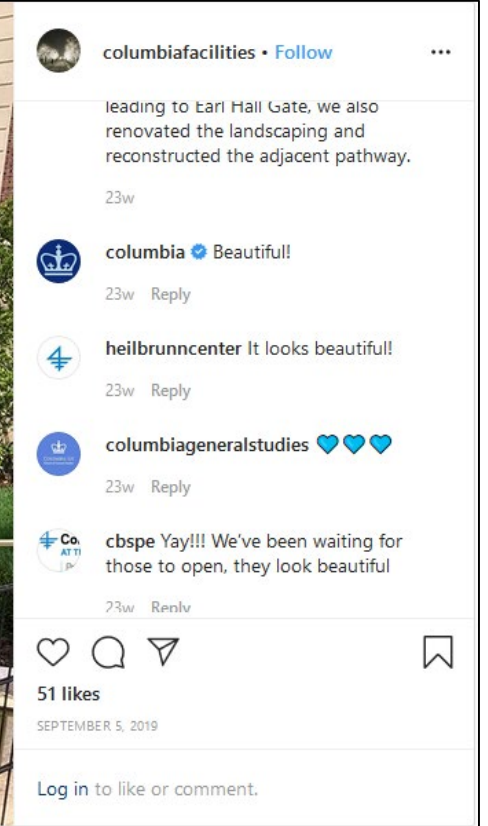 columbiafacilities • Follow
leading to Earl Hall Gate, we also
renovated the landscaping and
reconstructed the adjacent pathway.
23w
columbia Beautiful!
23w Reply
heilbrunncenter It looks beautiful!
23w Reply
columbiageneralstudies 💙💙💙
23w Reply
Co
AT T
cbspe Yay!!! We've been waiting for
those to open, they look beautiful
23w Reply
51 likes
SEPTEMBER 5, 2019
Log in to like or comment.